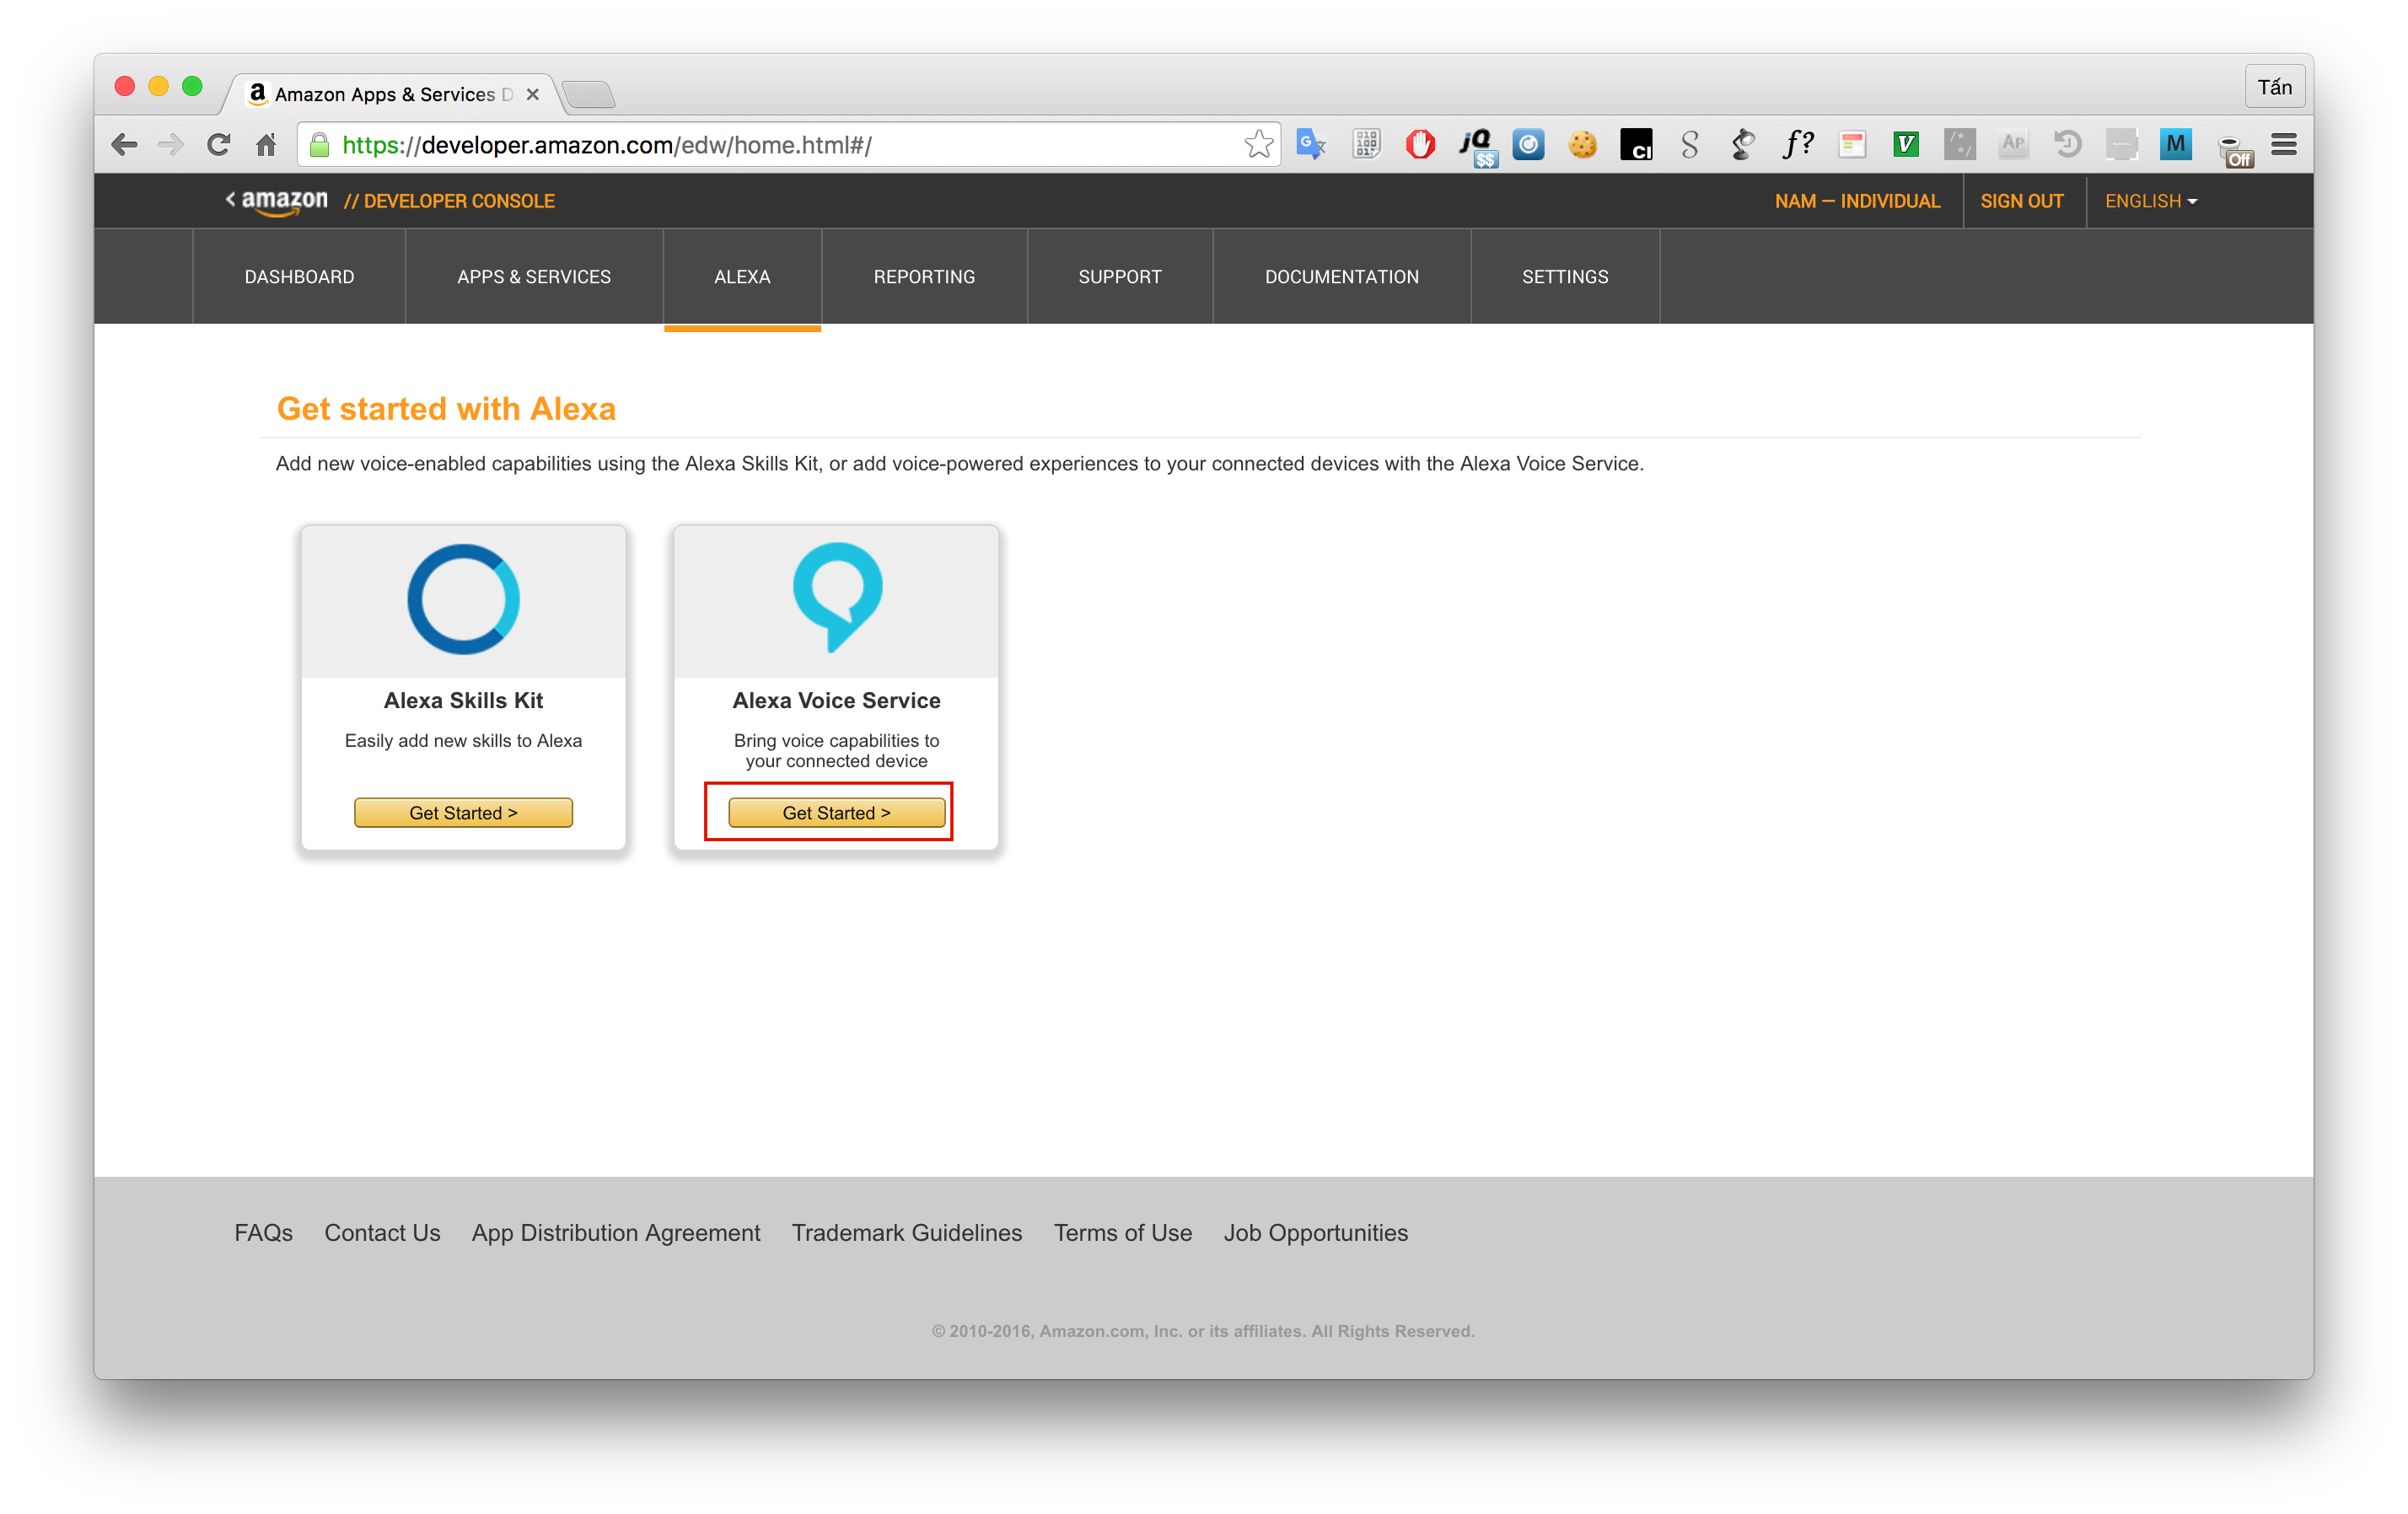 Amazon Apps & Services D
Tấn
https://developer.amazon.com/edw/home.html#/
jQ
$$
CI
S
f?
V
AP
M
Off
< amazon // DEVELOPER CONSOLE
NAM — INDIVIDUAL
SIGN OUT
ENGLISH
DASHBOARD
APPS & SERVICES
ALEXA
REPORTING
SUPPORT
DOCUMENTATION
SETTINGS
Get started with Alexa
Add new voice-enabled capabilities using the Alexa Skills Kit, or add voice-powered experiences to your connected devices with the Alexa Voice Service.
Alexa Skills Kit
Easily add new skills to Alexa
Get Started >
Alexa Voice Service
Bring voice capabilities to
your connected device
Get Started >
FAQs
Contact Us
App Distribution Agreement
Trademark Guidelines
Terms of Use
Job Opportunities
© 2010-2016, Amazon.com, Inc. or its affiliates. All Rights Reserved.